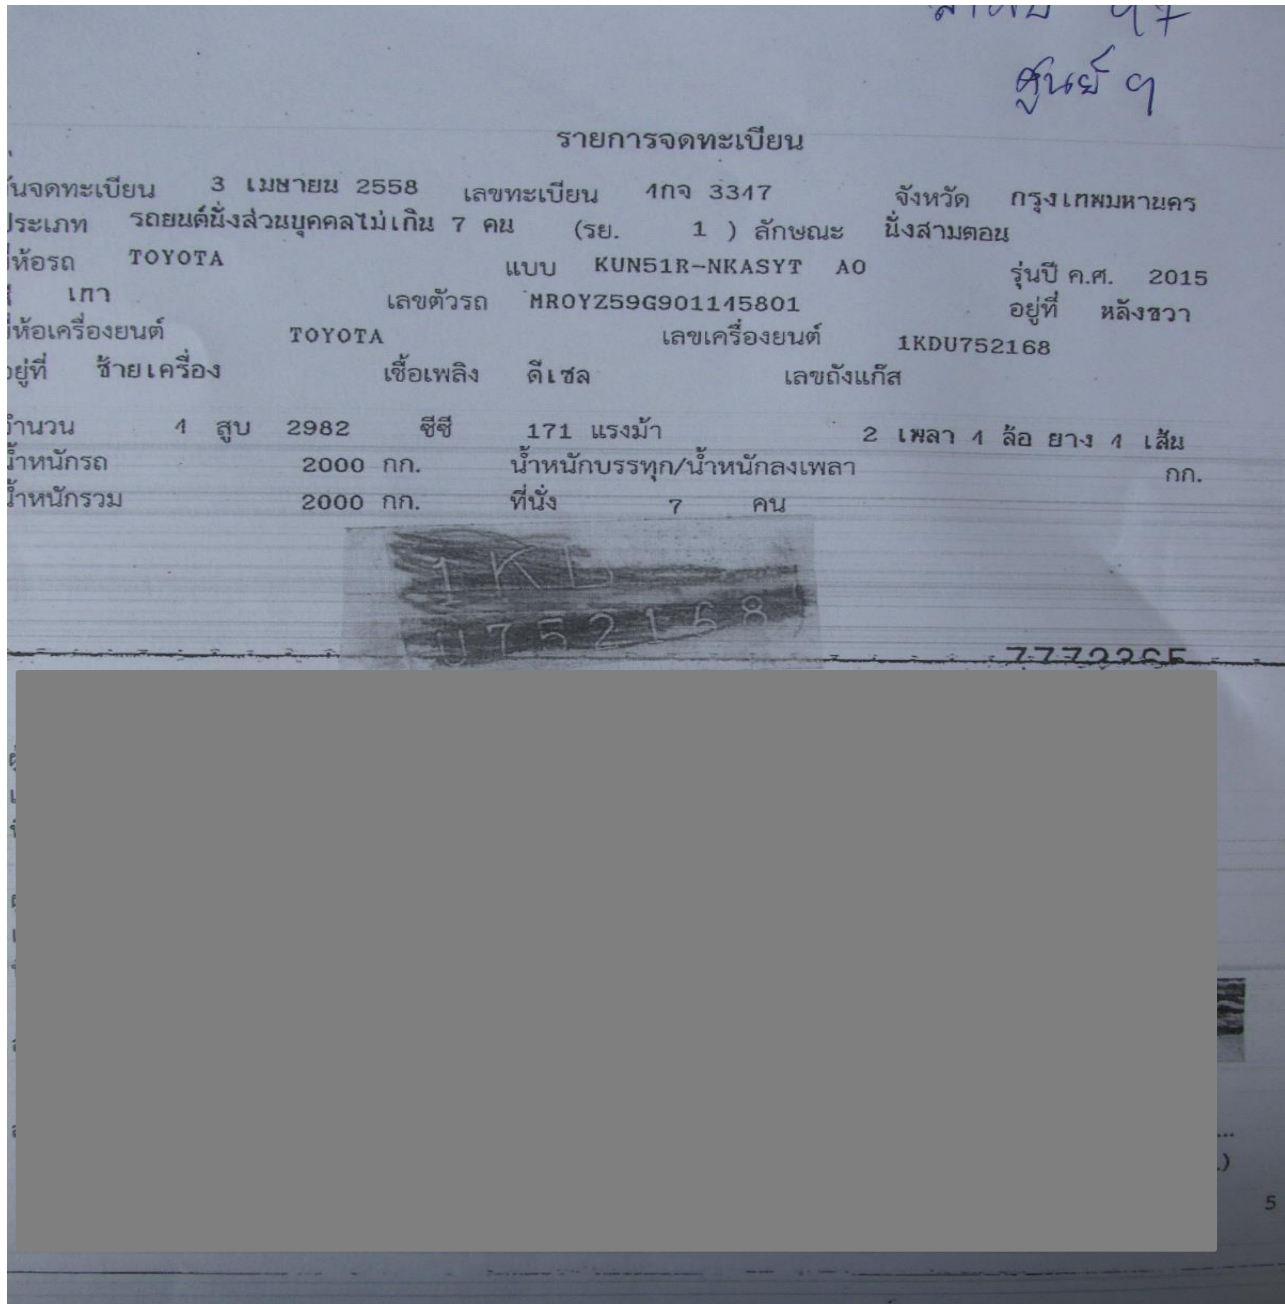 ศูนย์ ๆ
รายการจดทะเบียน
วันจดทะเบียน 3 เมษายน 2558 เลขทะเบียน 4กจ 3347 จังหวัด กรุงเทพมหานคร
ประเภท รถยนต์นั่งส่วนบุคคลไม่เกิน 7 คน (รย. 1 ) ลักษณะ นั่งสามตอน
ยี่ห้อรถ TOYOTA แบบ KUN51R-NKASYT A0 รุ่นปี ค.ศ. 2015
สี เทา เลขตัวรถ MR0YZ59G901145801 อยู่ที่ หลังขวา
ยี่ห้อเครื่องยนต์ TOYOTA เลขเครื่องยนต์ 1KDU752168
อยู่ที่ ซ้ายเครื่อง เชื้อเพลิง ดีเซล เลขถังแก๊ส
จำนวน 4 สูบ 2982 ซีซี 171 แรงม้า 2 เพลา 4 ล้อ ยาง 4 เส้น
น้ำหนักรถ 2000 กก. น้ำหนักบรรทุก/น้ำหนักลงเพลา กก.
น้ำหนักรวม 2000 กก. ที่นั่ง 7 คน
1KD
U752168
5